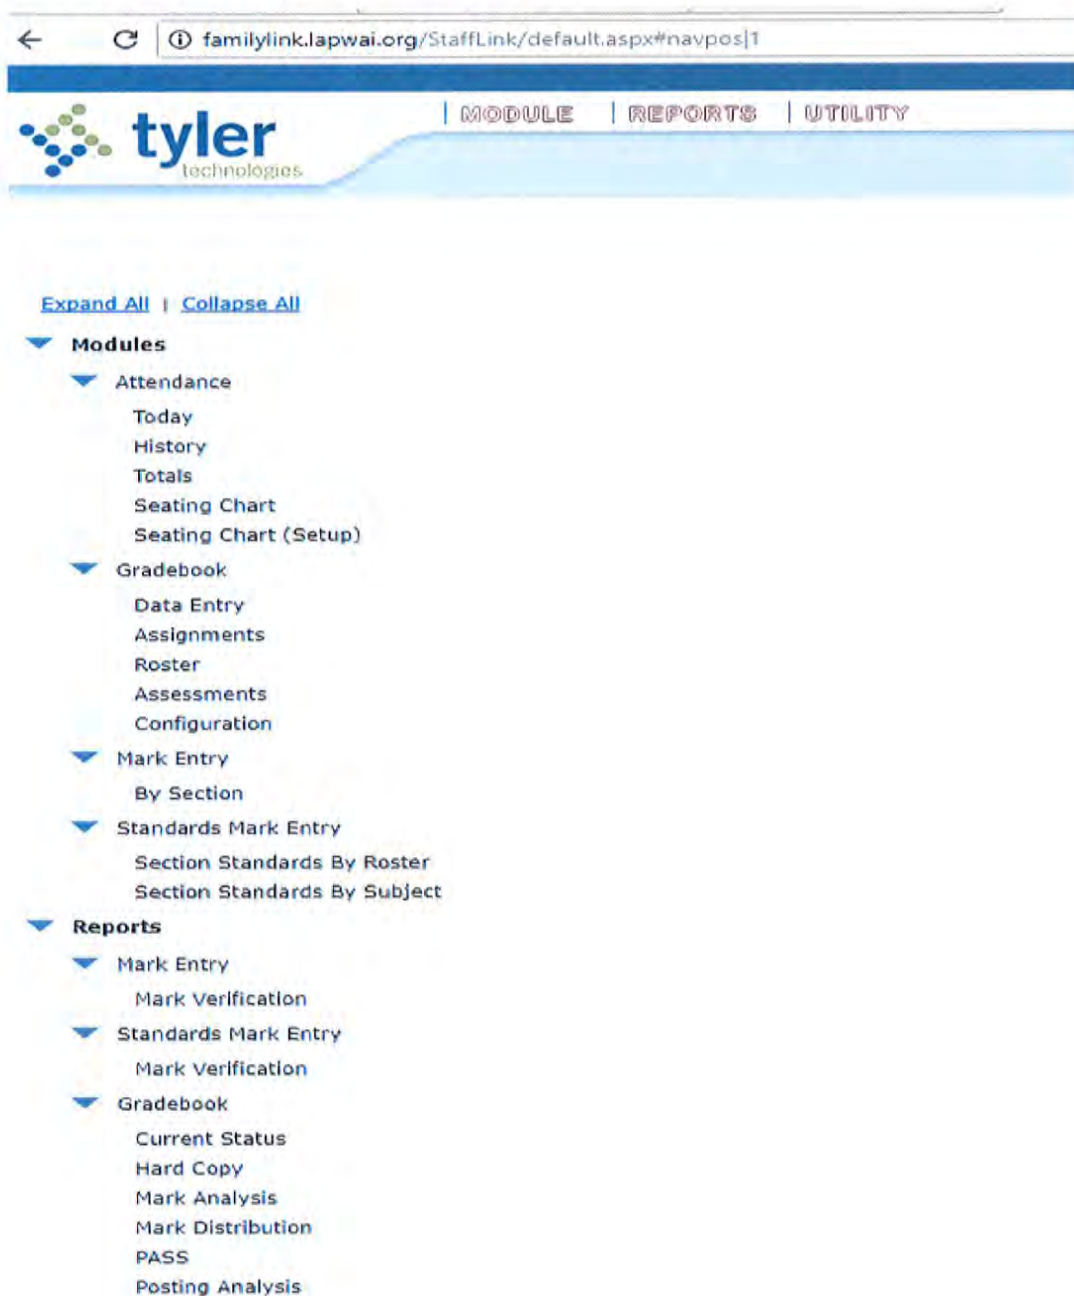 familylink.lapwai.org/StaffLink/default.aspx#navpos|1
tyler
technologies
| MODULE | REPORTS | UTILITY
Expand All | Collapse All
Modules
Attendance
Today
History
Totals
Seating Chart
Seating Chart (Setup)
Gradebook
Data Entry
Assignments
Roster
Assessments
Configuration
Mark Entry
By Section
Standards Mark Entry
Section Standards By Roster
Section Standards By Subject
Reports
Mark Entry
Mark Verification
Standards Mark Entry
Mark Verification
Gradebook
Current Status
Hard Copy
Mark Analysis
Mark Distribution
PASS
Posting Analysis